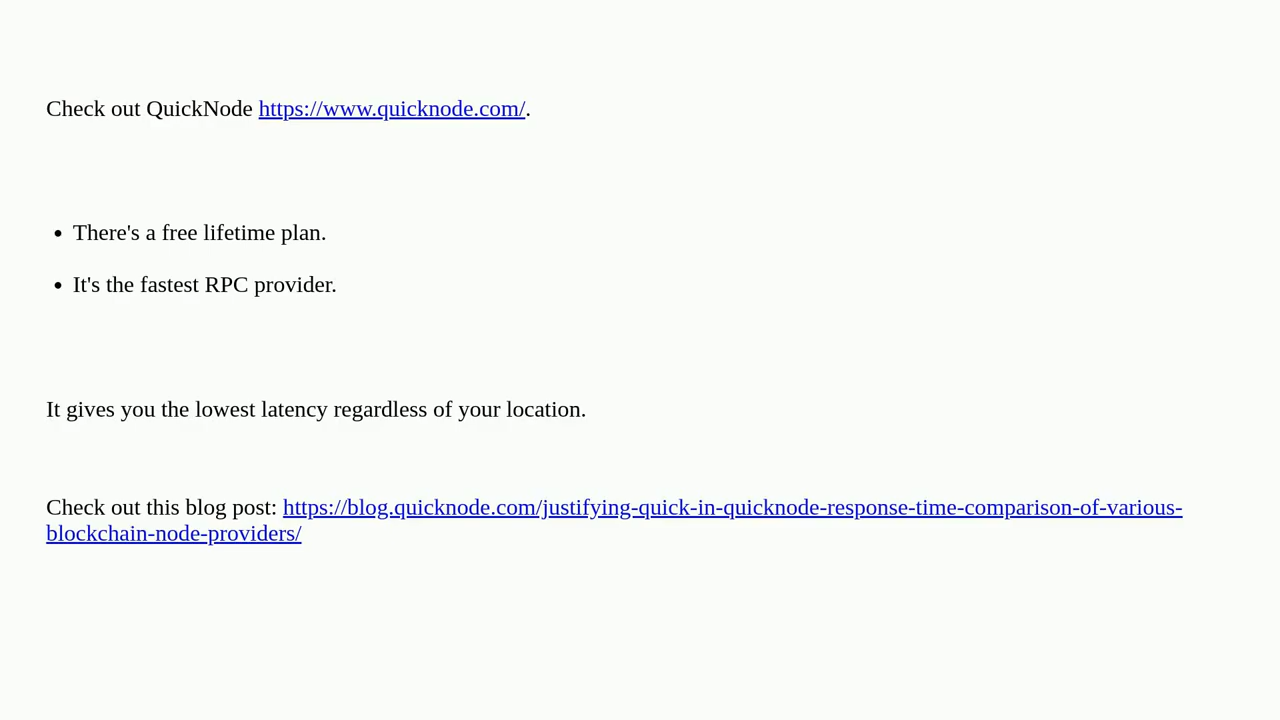 Check out QuickNode https://www.quicknode.com/.
• There's a free lifetime plan.
• It's the fastest RPC provider.
It gives you the lowest latency regardless of your location.
Check out this blog post: https://blog.quicknode.com/justifying-quick-in-quicknode-response-time-comparison-of-various-
blockchain-node-providers/